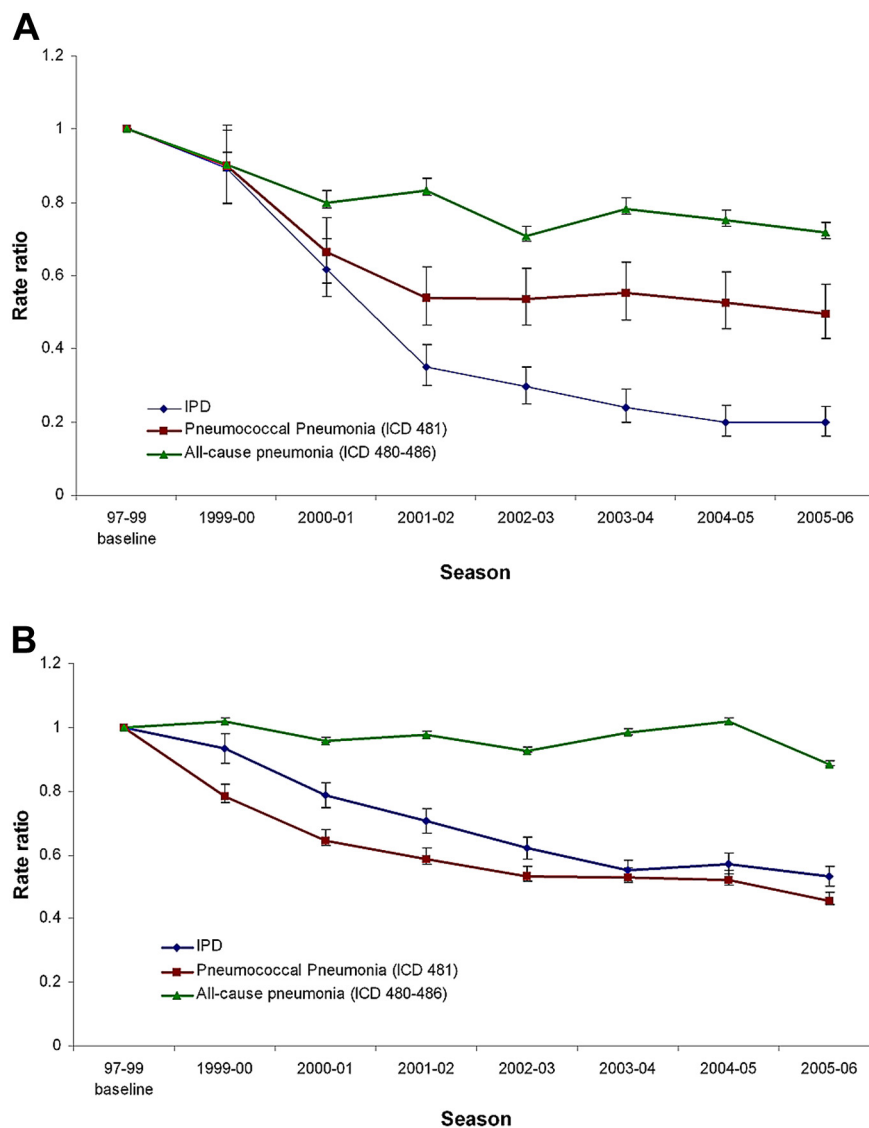 A
1.2
1
0.8
0.6
0.4
0.2
0
Rate ratio
IPD
Pneumococcal Pneumonia (ICD 481)
All-cause pneumonia (ICD 480-486)
97-99 1999-00 2000-01 2001-02 2002-03 2003-04 2004-05 2005-06
baseline
Season
B
1.2
1
0.8
0.6
0.4
0.2
0
Rate ratio
IPD
Pneumococcal Pneumonia (ICD 481)
All-cause pneumonia (ICD 480-486)
97-99 1999-00 2000-01 2001-02 2002-03 2003-04 2004-05 2005-06
baseline
Season